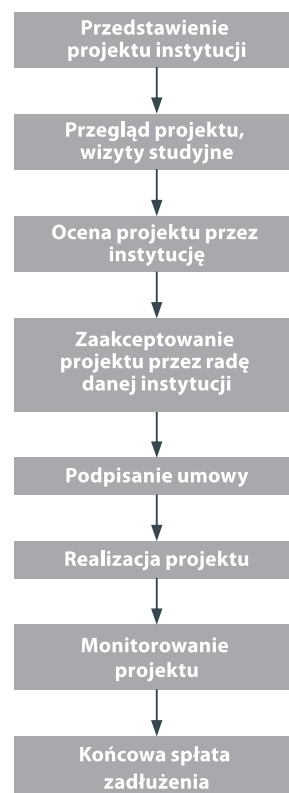 Przedstawienie
projektu instytucji
Przegląd projektu,
wizyty studyjne
Ocena projektu przez
instytucję
Zaakceptowanie
projektu przez radę
danej instytucji
Podpisanie umowy
Realizacja projektu
Monitorowanie
projektu
Końcowa spłata
zadłużenia